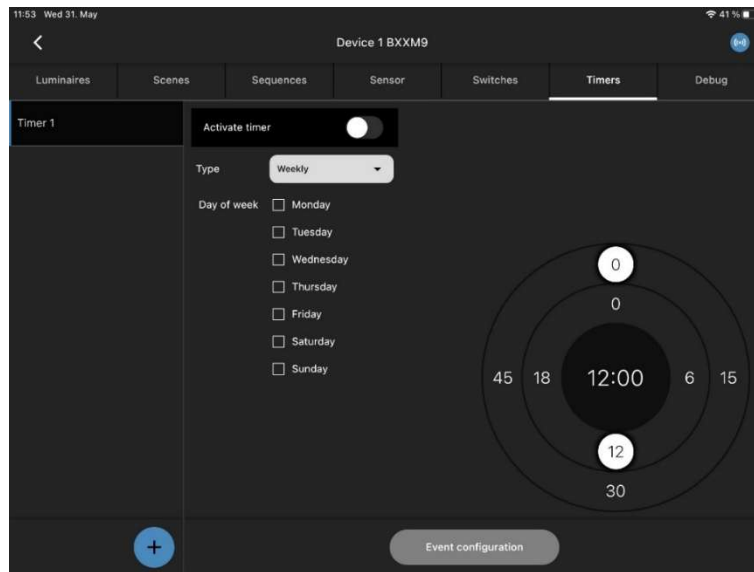 11:53 Wed 31. May 41 %
Device 1 BXXM9
Luminaires Scenes Sequences Sensor Switches Timers Debug
Timer 1
Activate timer
Type Weekly
Day of week Monday
Tuesday
Wednesday
Thursday
Friday
Saturday
Sunday
0
0
45 18 12:00 6 15
12
30
+
Event configuration